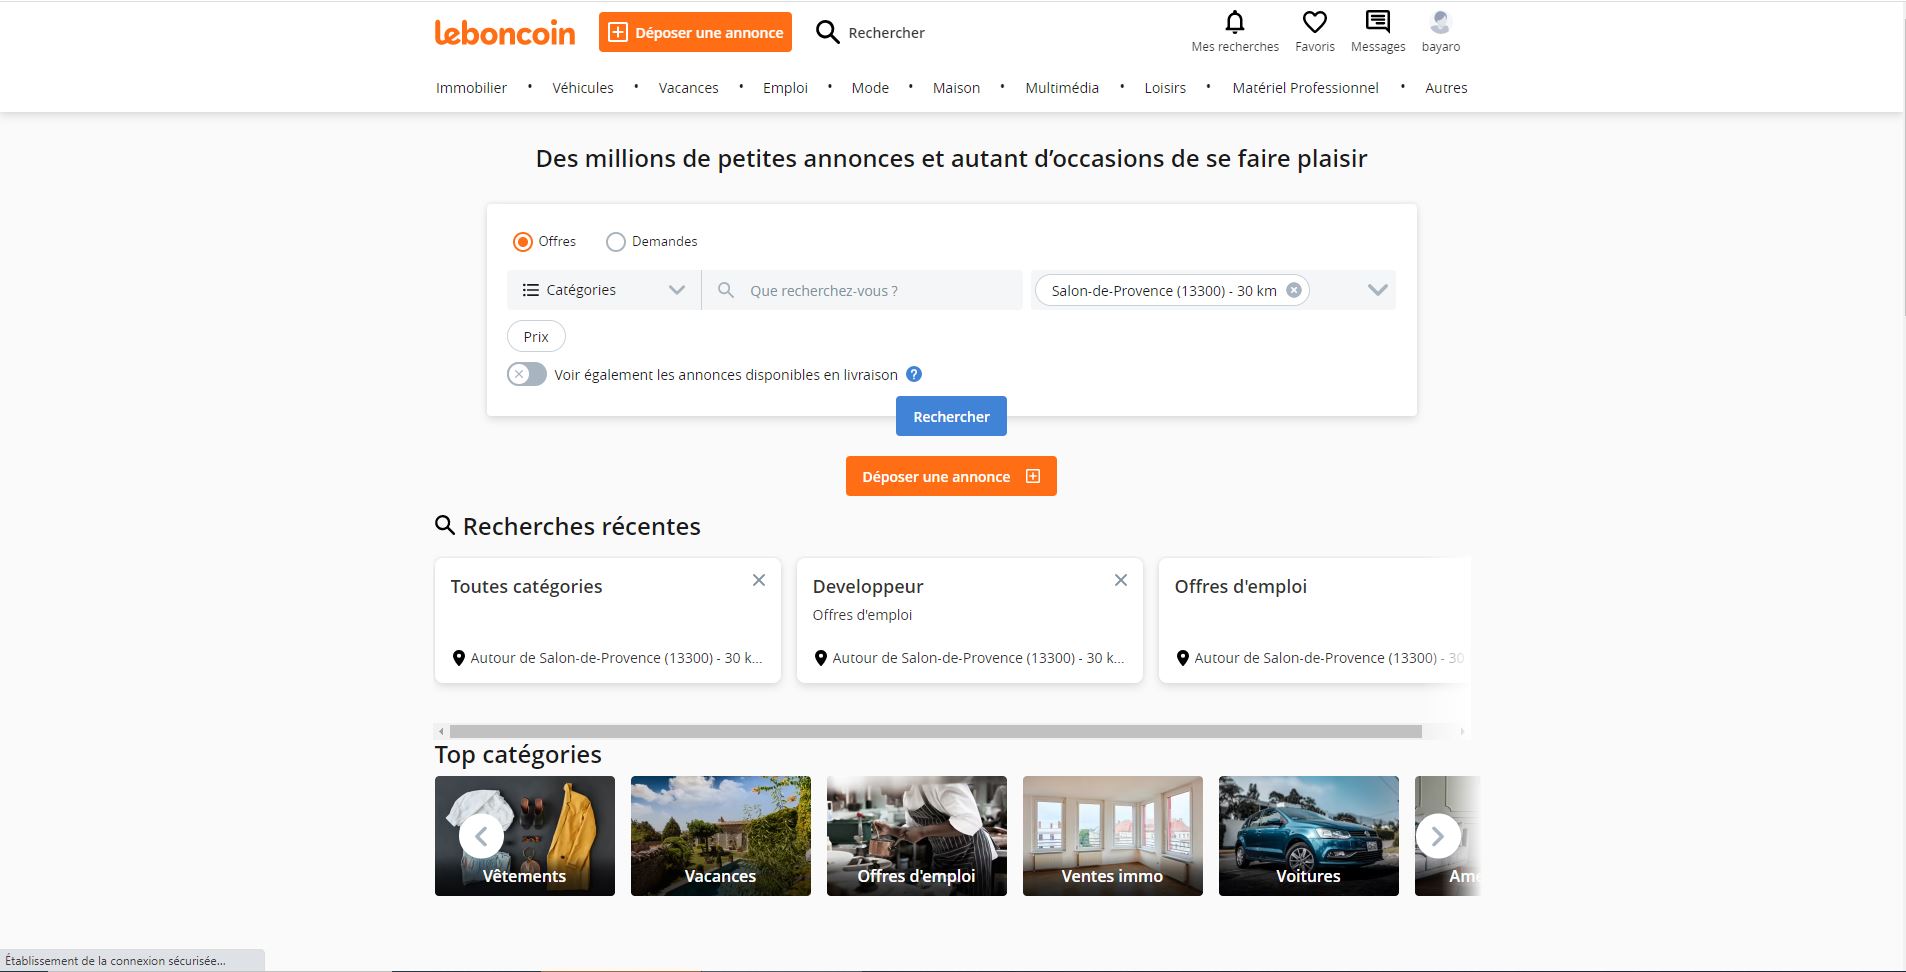 leboncoin
Déposer une annonce
Rechercher
Mes recherches
Favoris
Messages
bayaro
Immobilier • Véhicules • Vacances • Emploi • Mode • Maison • Multimédia • Loisirs • Matériel Professionnel • Autres
Des millions de petites annonces et autant d’occasions de se faire plaisir
Offres
Demandes
Catégories
Que recherchez-vous ?
Salon-de-Provence (13300) - 30 km
Prix
Voir également les annonces disponibles en livraison ?
Rechercher
Déposer une annonce
Recherches récentes
Toutes catégories
Autour de Salon-de-Provence (13300) - 30 k...
Developpeur
Offres d'emploi
Autour de Salon-de-Provence (13300) - 30 k...
Offres d'emploi
Autour de Salon-de-Provence (13300) - 30
Top catégories
Vêtements
Vacances
Offres d'emploi
Ventes immo
Voitures
Ame
Établissement de la connexion sécurisée...